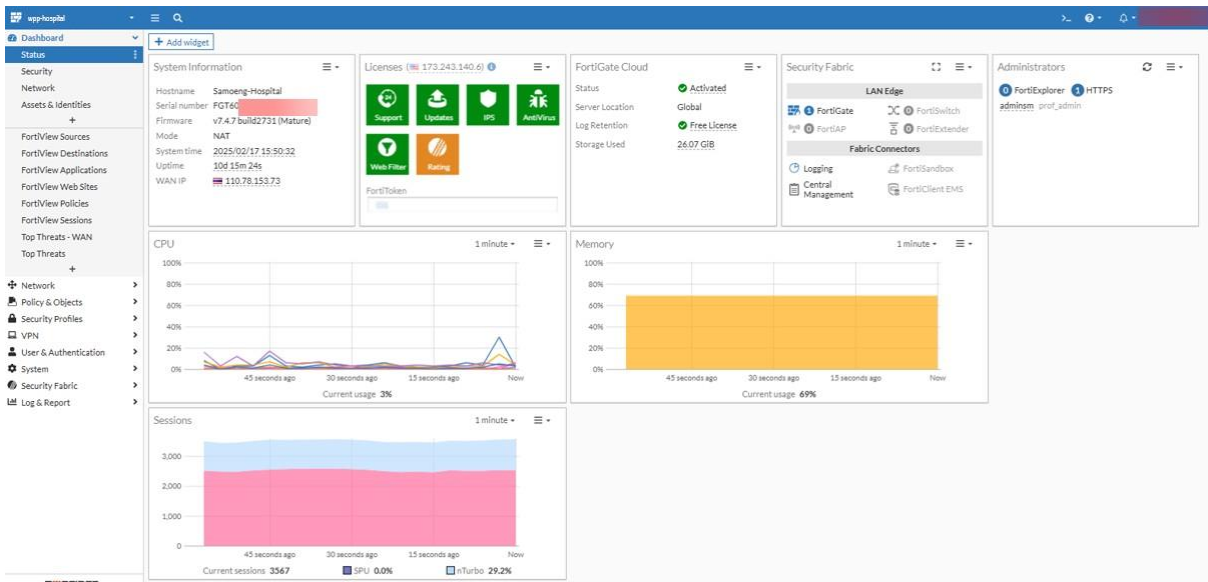 wpp-hospital
Dashboard
Status
Security
Network
Assets & Identities
+
FortiView Sources
FortiView Destinations
FortiView Applications
FortiView Web Sites
FortiView Policies
FortiView Sessions
Top Threats - WAN
Top Threats
+
Network
Policy & Objects
Security Profiles
VPN
User & Authentication
System
Security Fabric
Log & Report
+ Add widget
System Information
Hostname Samoeng-Hospital
Serial number FGT60
Firmware v7.4.7 build2731 (Mature)
Mode NAT
System time 2025/02/17 15:50:32
Uptime 10d 15m 24s
WAN IP 110.78.153.73
Licenses (173.243.140.6)
Support Updates IPS AntiVirus
Web Filter Rating
FortiToken
FortiGate Cloud
Status Activated
Server Location Global
Log Retention Free License
Storage Used 26.07 GiB
Security Fabric
LAN Edge
1 FortiGate 0 FortiSwitch
0 FortiAP 0 FortiExtender
Fabric Connectors
Logging FortiSandbox
Central Management FortiClient EMS
Administrators
0 FortiExplorer 1 HTTPS
adminsm prof_admin
CPU 1 minute
100%
80%
60%
40%
20%
0%
45 seconds ago 30 seconds ago 15 seconds ago Now
Current usage 3%
Memory 1 minute
100%
80%
60%
40%
20%
0%
45 seconds ago 30 seconds ago 15 seconds ago Now
Current usage 69%
Sessions 1 minute
3,000
2,000
1,000
0
45 seconds ago 30 seconds ago 15 seconds ago Now
Current sessions 3567 SPU 0.0% nTurbo 29.2%